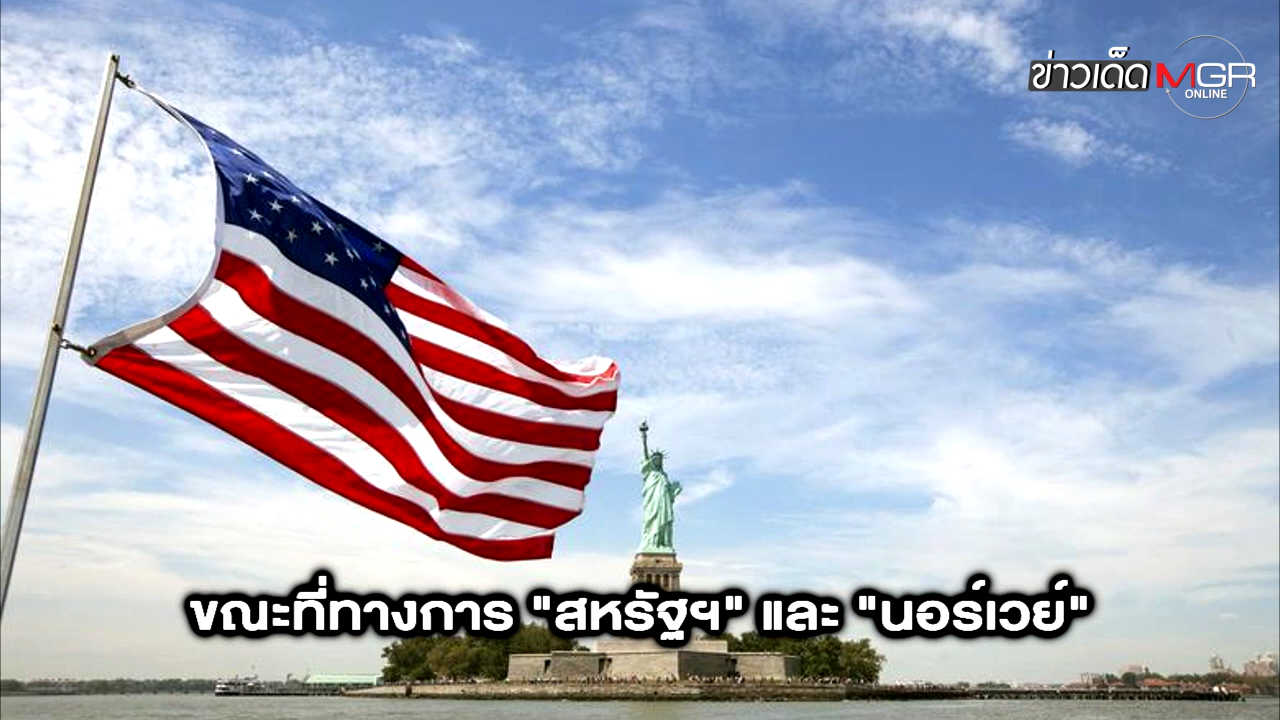 ข่าวเด็ด MGR
ONLINE
ขณะที่ทางการ "สหรัฐฯ" และ "นอร์เวย์"